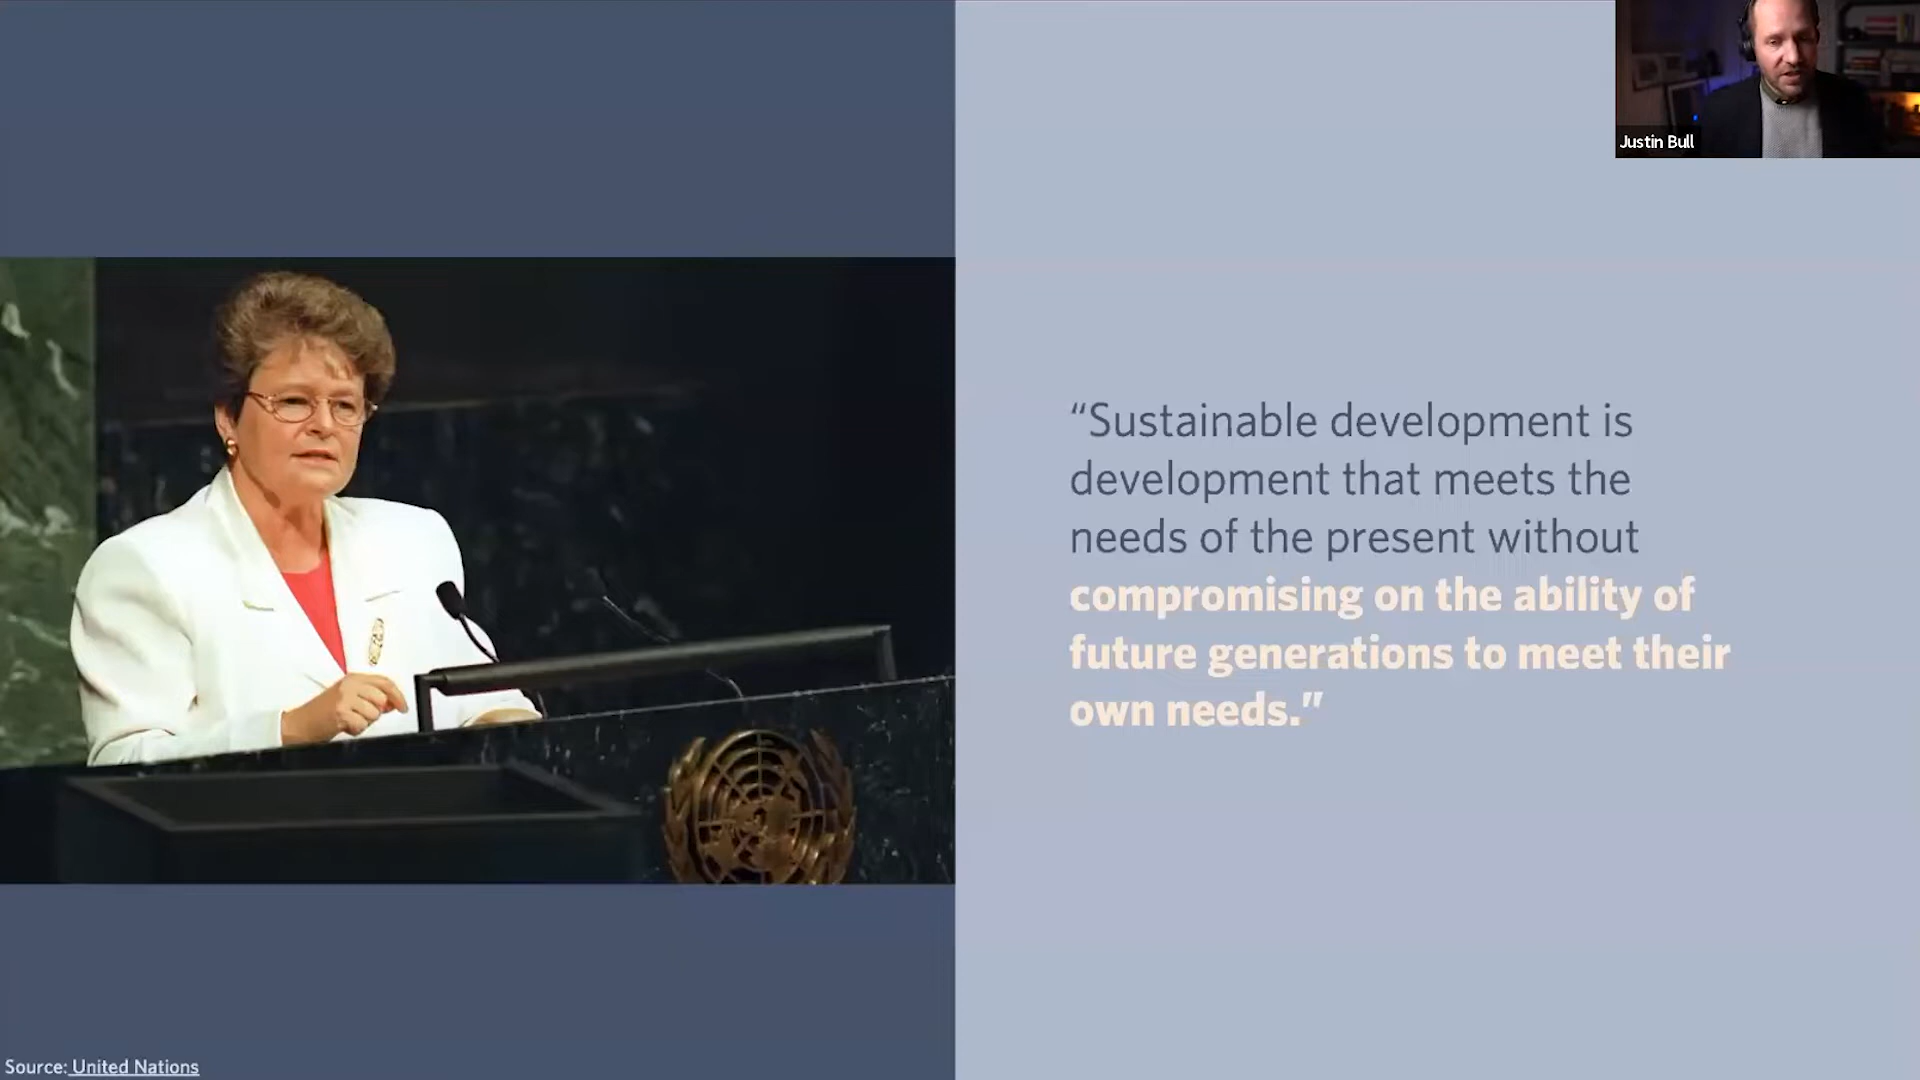 Justin Bull
“Sustainable development is
development that meets the
needs of the present without
compromising on the ability of
future generations to meet their
own needs.”
Source: United Nations